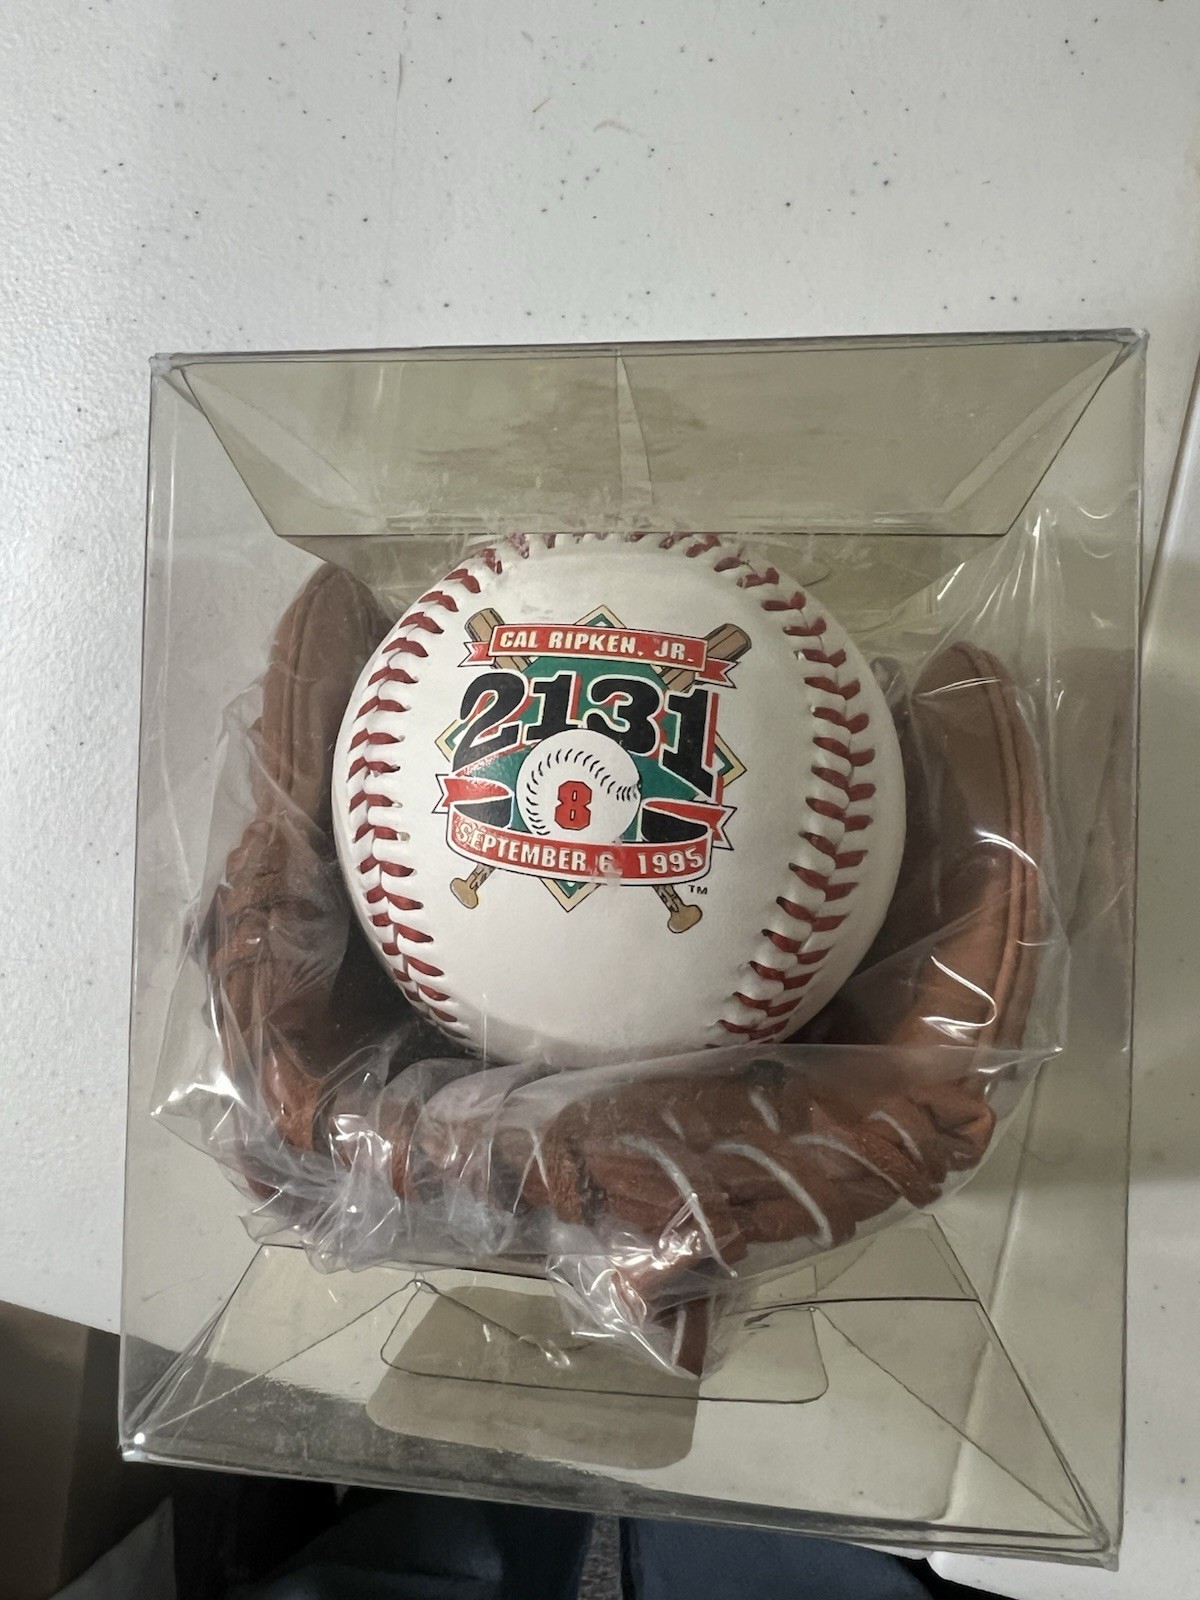 CAL RIPKEN, JR.
2131
8
SEPTEMBER 6, 1995
TM